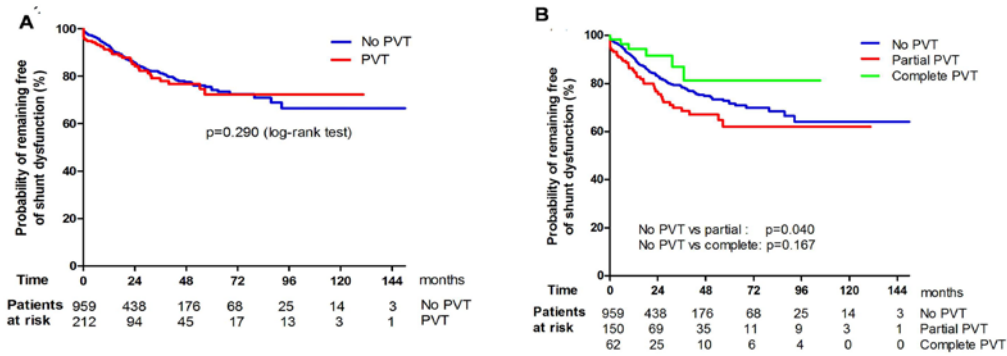 A
Probability of remaining free
of shunt dysfunction (%)
100
80
60
40
20
0
No PVT
PVT
p=0.290 (log-rank test)
Time 0 24 48 72 96 120 144 months
Patients 959 438 176 68 25 14 3 No PVT
at risk 212 94 45 17 13 3 1 PVT
B
Probability of remaining free
of shunt dysfunction (%)
100
80
60
40
20
0
No PVT
Partial PVT
Complete PVT
No PVT vs partial : p=0.040
No PVT vs complete: p=0.167
Time 0 24 48 72 96 120 144 months
Patients 959 438 176 68 25 14 3 No PVT
at risk 150 69 35 11 9 3 1 Partial PVT
62 25 10 6 4 0 0 Complete PVT